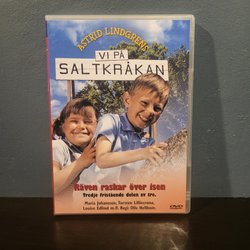 ASTRID LINDGRENS
VI PÅ
SALTKRÅKAN
Räven raskar över isen
Tredje fristående delen av tre.
Maria Johansson, Torsten Lilliecrona,
Louise Edlind m.fl. Regi: Olle Hellbom.
DVD